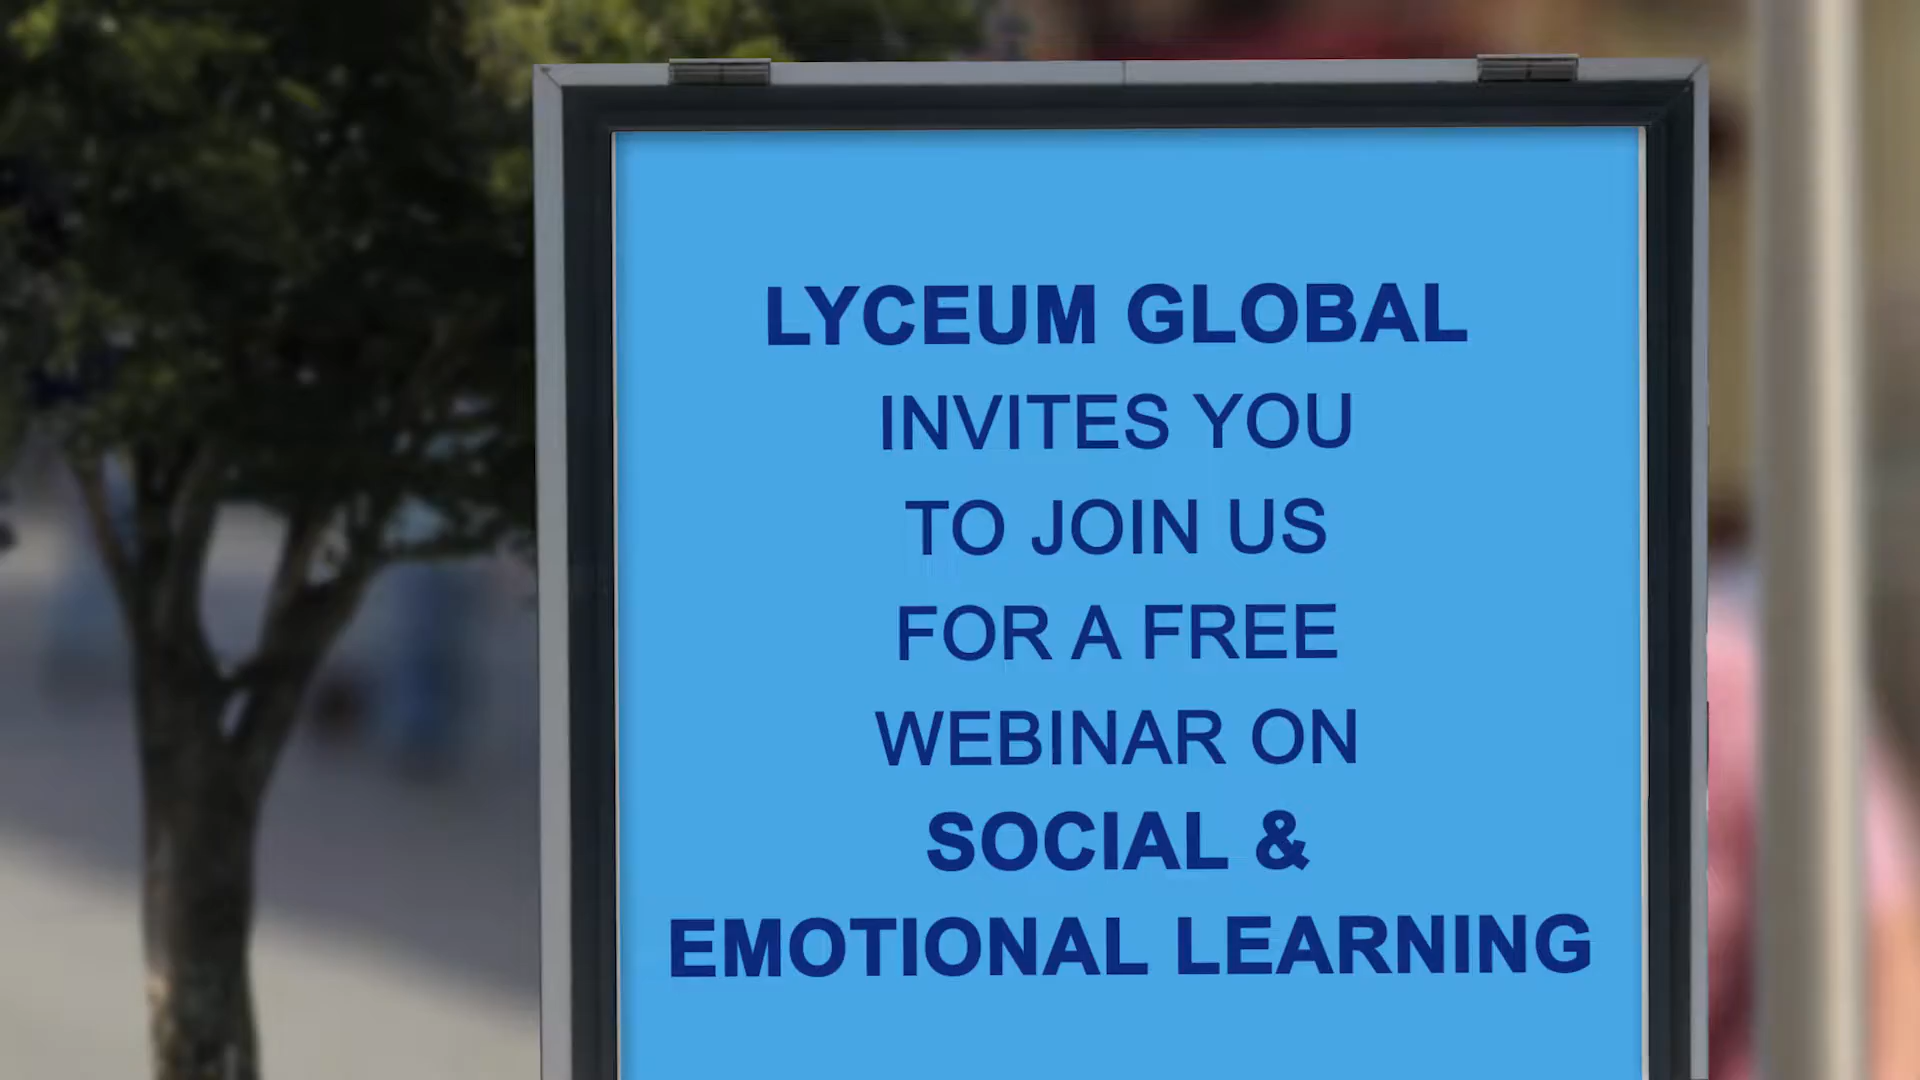 LYCEUM GLOBAL
INVITES YOU
TO JOIN US
FOR A FREE
WEBINAR ON
SOCIAL &
EMOTIONAL LEARNING